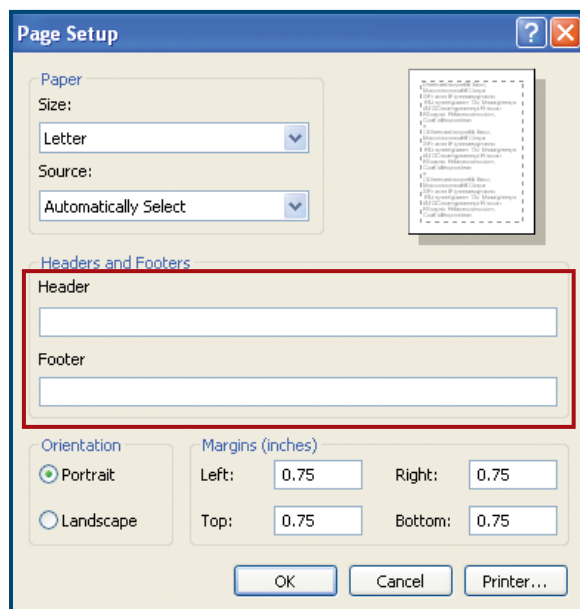 Page Setup
Paper
Size:
Letter
Source:
Automatically Select
Headers and Footers
Header
Footer
Orientation
Portrait
Landscape
Margins (inches)
Left: 0.75 Right: 0.75
Top: 0.75 Bottom: 0.75
OK Cancel Printer...